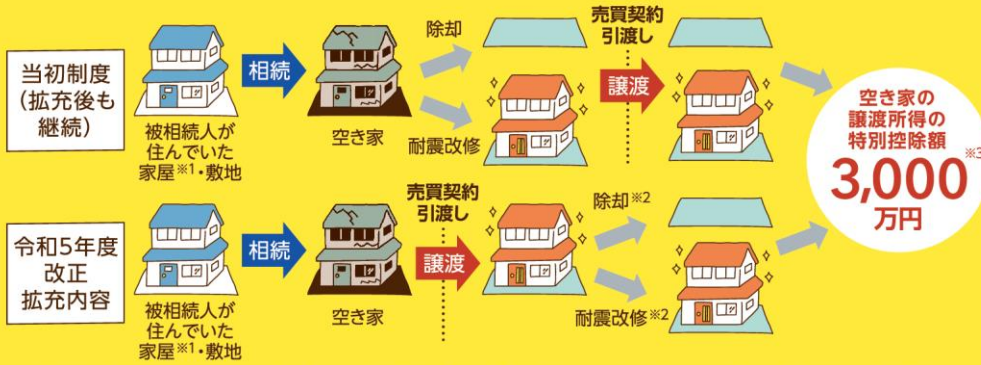 当初制度
(拡充後も
継続)
被相続人が
住んでいた
家屋※1・敷地
相続
空き家
除却
耐震改修
売買契約
引渡し
譲渡
空き家の
譲渡所得の
特別控除額
3,000※3
万円
令和5年度
改正
拡充内容
被相続人が
住んでいた
家屋※1・敷地
相続
空き家
売買契約
引渡し
譲渡
除却※2
耐震改修※2